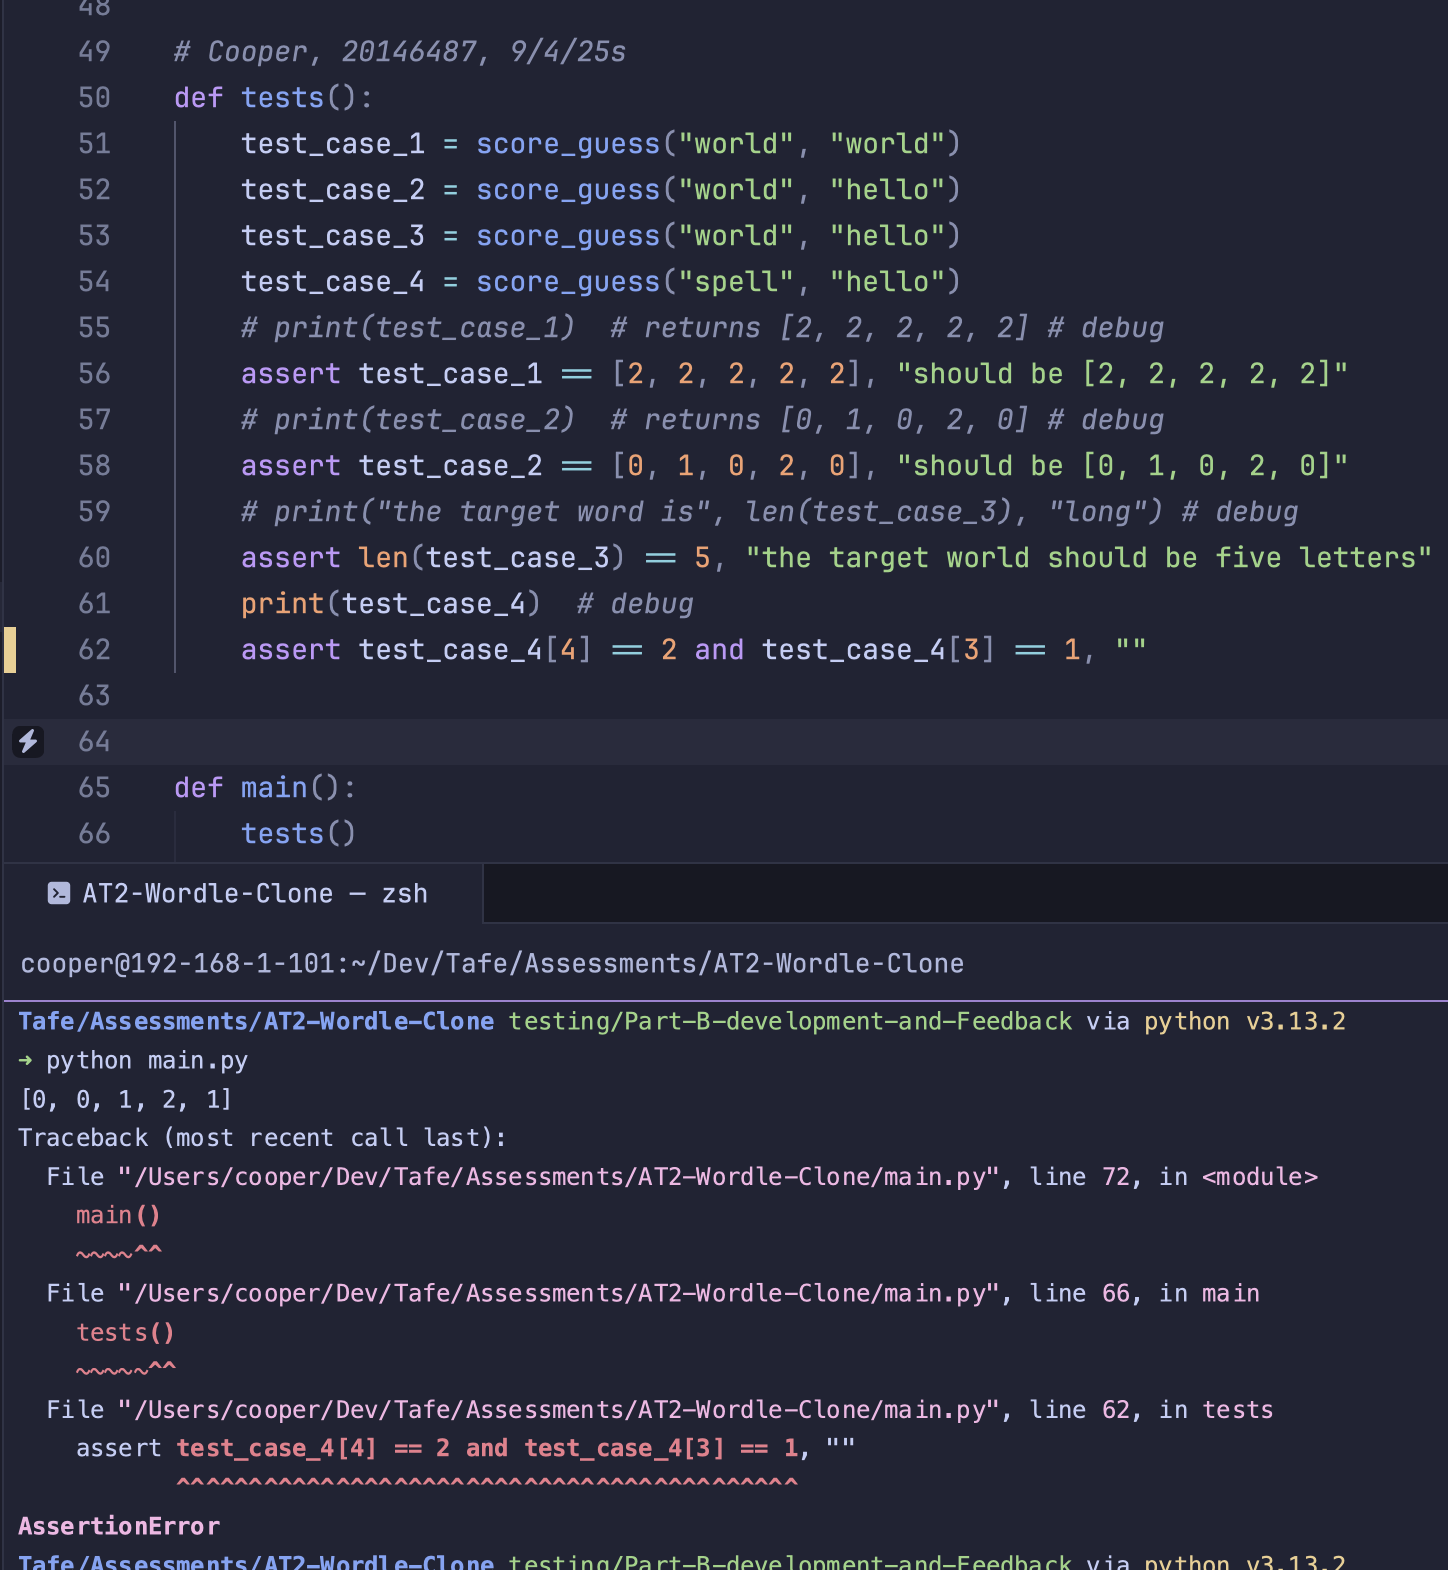 48
49 # Cooper, 20146487, 9/4/25s
50 def tests():
51 test_case_1 = score_guess("world", "world")
52 test_case_2 = score_guess("world", "hello")
53 test_case_3 = score_guess("world", "hello")
54 test_case_4 = score_guess("spell", "hello")
55 # print(test_case_1)  # returns [2, 2, 2, 2, 2] # debug
56 assert test_case_1 == [2, 2, 2, 2, 2], "should be [2, 2, 2, 2, 2]"
57 # print(test_case_2)  # returns [0, 1, 0, 2, 0] # debug
58 assert test_case_2 == [0, 1, 0, 2, 0], "should be [0, 1, 0, 2, 0]"
59 # print("the target word is", len(test_case_3), "long") # debug
60 assert len(test_case_3) == 5, "the target world should be five letters"
61 print(test_case_4)  # debug
62 assert test_case_4[4] == 2 and test_case_4[3] == 1, ""
63
64
65 def main():
66 tests()
AT2-Wordle-Clone — zsh
cooper@192-168-1-101:~/Dev/Tafe/Assessments/AT2-Wordle-Clone
Tafe/Assessments/AT2-Wordle-Clone testing/Part-B-development-and-Feedback via python v3.13.2
→ python main.py
[0, 0, 1, 2, 1]
Traceback (most recent call last):
File "/Users/cooper/Dev/Tafe/Assessments/AT2-Wordle-Clone/main.py", line 72, in <module>
main()
~~~~^^
File "/Users/cooper/Dev/Tafe/Assessments/AT2-Wordle-Clone/main.py", line 66, in main
tests()
~~~~~^^
File "/Users/cooper/Dev/Tafe/Assessments/AT2-Wordle-Clone/main.py", line 62, in tests
assert test_case_4[4] == 2 and test_case_4[3] == 1, ""
^^^^^^^^^^^^^^^^^^^^^^^^^^^^^^^^^^^^^^^^^^^
AssertionError
Tafe/Assessments/AT2-Wordle-Clone testing/Part-B-development-and-Feedback via python v3.13.2